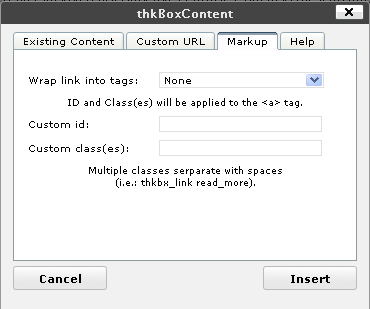 thkBoxContent
Existing Content Custom URL Markup Help
Wrap link into tags: None
ID and Class(es) will be applied to the <a> tag.
Custom id:
Custom class(es):
Multiple classes serparate with spaces
(i.e.: thkbx_link read_more).
Cancel Insert